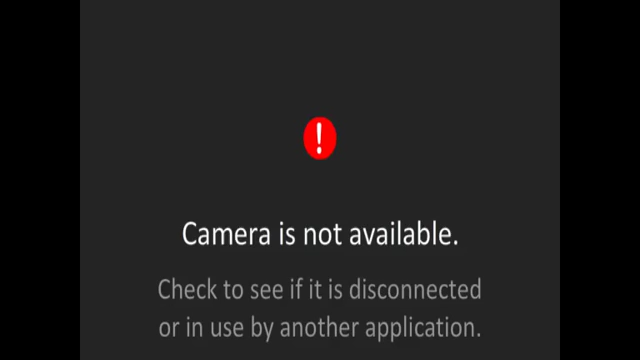 !
Camera is not available.
Check to see if it is disconnected
or in use by another application.